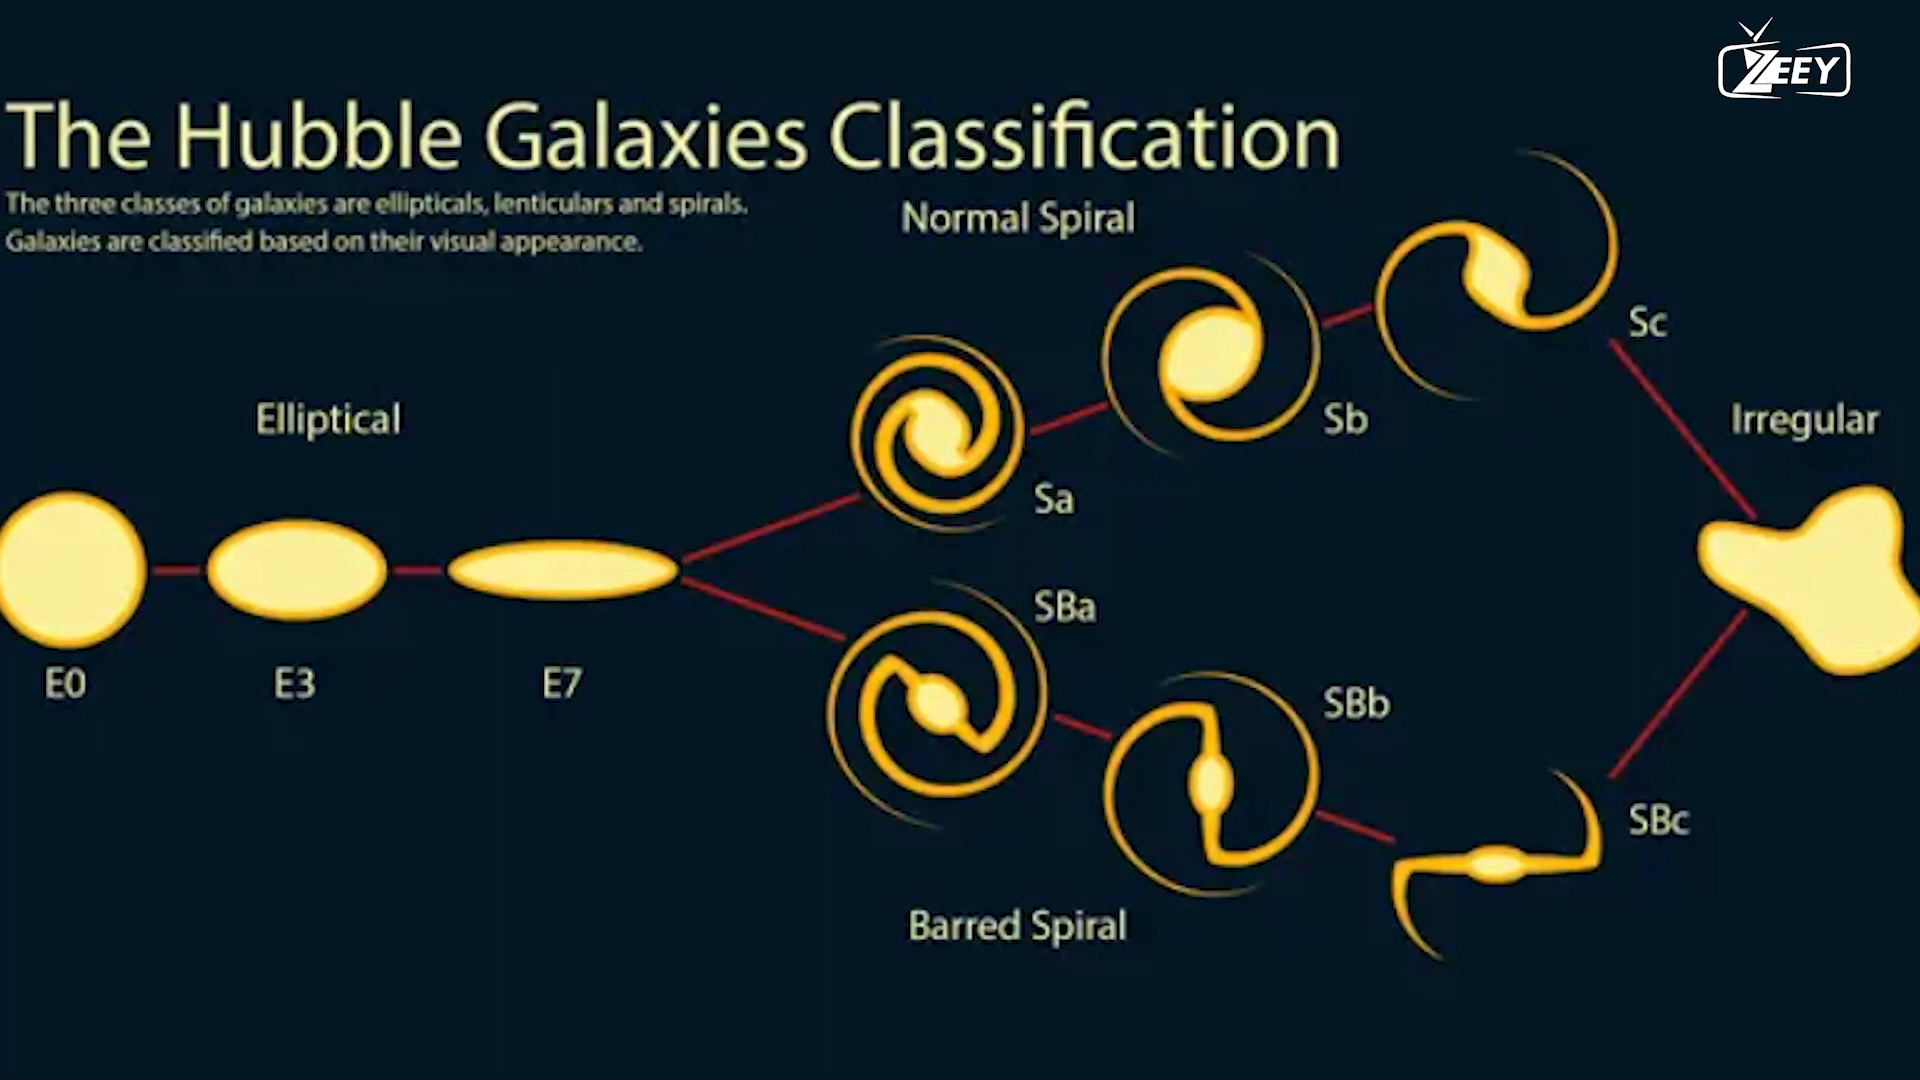 ZEEY
The Hubble Galaxies Classification
The three classes of galaxies are ellipticals, lenticulars and spirals.
Galaxies are classified based on their visual appearance.
Normal Spiral
Sc
Sb
Elliptical
Irregular
Sa
SBa
E0
E3
E7
SBb
SBc
Barred Spiral